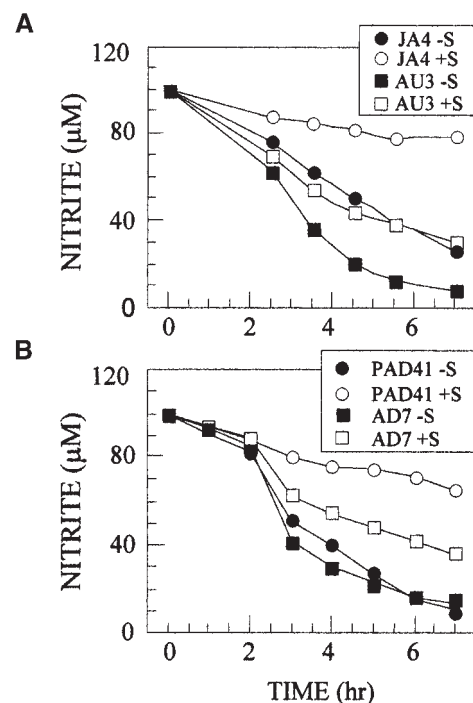 A
120
80
40
0
NITRITE (µM)
JA4 -S
JA4 +S
AU3 -S
AU3 +S
0 2 4 6
B
120
80
40
0
NITRITE (µM)
PAD41 -S
PAD41 +S
AD7 -S
AD7 +S
0 2 4 6
TIME (hr)